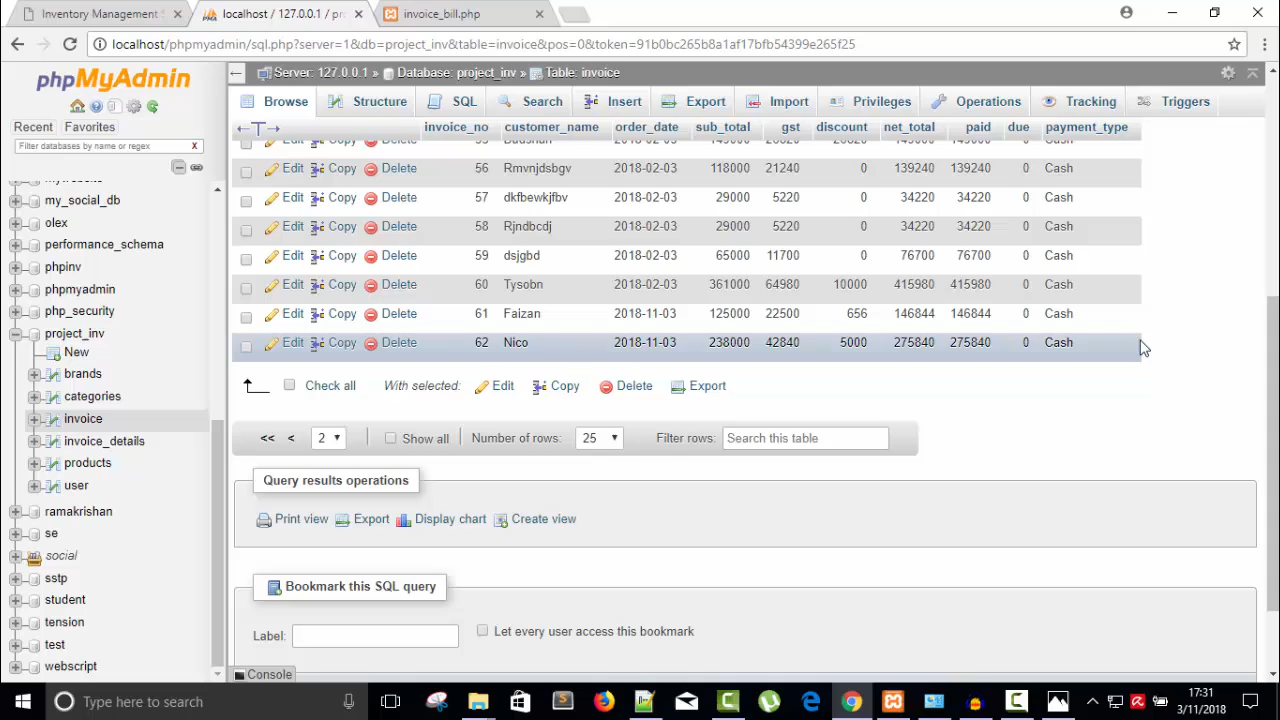 Inventory Management S
localhost / 127.0.0.1 / pr
invoice_bill.php
localhost/phpmyadmin/sql.php?server=1&db=project_inv&table=invoice&pos=0&token=91b0bc265b8a1af17bfb54399e265f25
phpMyAdmin
Recent Favorites
Filter databases by name or regex X
my_social_db
olex
performance_schema
phpinv
phpmyadmin
php_security
project_inv
New
brands
categories
invoice
invoice_details
products
user
ramakrishan
se
social
sstp
student
tension
test
webscript
Server: 127.0.0.1 » Database: project_inv » Table: invoice
Browse Structure SQL Search Insert Export Import Privileges Operations Tracking Triggers
invoice_no customer_name order_date sub_total gst discount net_total paid due payment_type
Edit Copy Delete 56 Rmvnjdsbgv 2018-02-03 118000 21240 0 139240 139240 0 Cash
Edit Copy Delete 57 dkfbewkjfbv 2018-02-03 29000 5220 0 34220 34220 0 Cash
Edit Copy Delete 58 Rjndbcdj 2018-02-03 29000 5220 0 34220 34220 0 Cash
Edit Copy Delete 59 dsjgbd 2018-02-03 65000 11700 0 76700 76700 0 Cash
Edit Copy Delete 60 Tysobn 2018-02-03 361000 64980 10000 415980 415980 0 Cash
Edit Copy Delete 61 Faizan 2018-11-03 125000 22500 656 146844 146844 0 Cash
Edit Copy Delete 62 Nico 2018-11-03 238000 42840 5000 275840 275840 0 Cash
Check all With selected: Edit Copy Delete Export
<< < 2 Show all Number of rows: 25 Filter rows: Search this table
Query results operations
Print view Export Display chart Create view
Bookmark this SQL query
Label: Let every user access this bookmark
Console
Type here to search
17:31
3/11/2018